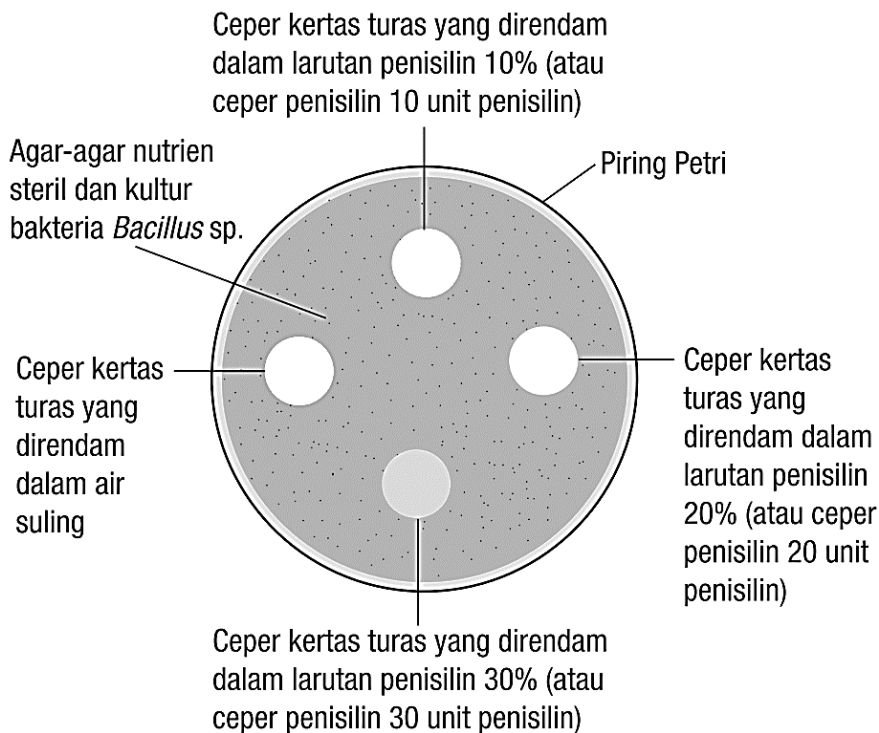 Ceper kertas turas yang direndam
dalam larutan penisilin 10% (atau
ceper penisilin 10 unit penisilin)
Agar-agar nutrien
steril dan kultur
bakteria Bacillus sp.
Piring Petri
Ceper kertas
turas yang
direndam
dalam air
suling
Ceper kertas
turas yang
direndam dalam
larutan penisilin
20% (atau ceper
penisilin 20 unit
penisilin)
Ceper kertas turas yang direndam
dalam larutan penisilin 30% (atau
ceper penisilin 30 unit penisilin)